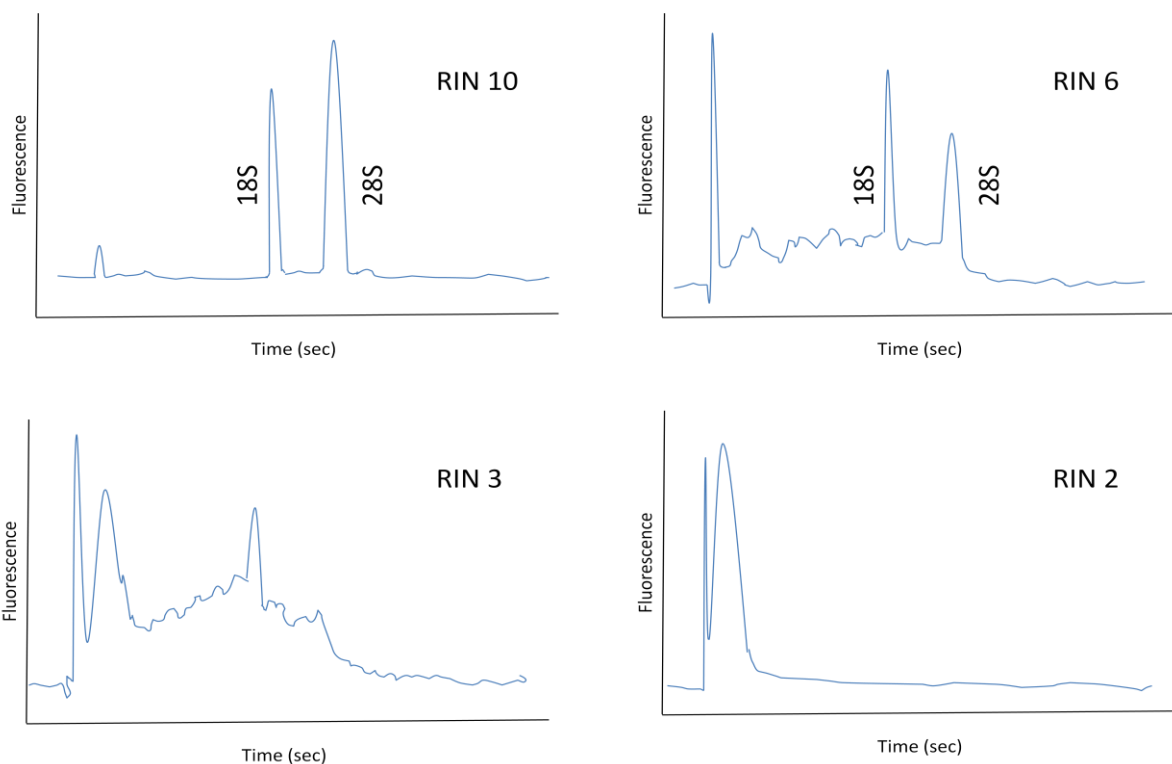 RIN 10
18S
28S
Fluorescence
Time (sec)
RIN 6
18S
28S
Fluorescence
Time (sec)
RIN 3
Fluorescence
Time (sec)
RIN 2
Fluorescence
Time (sec)